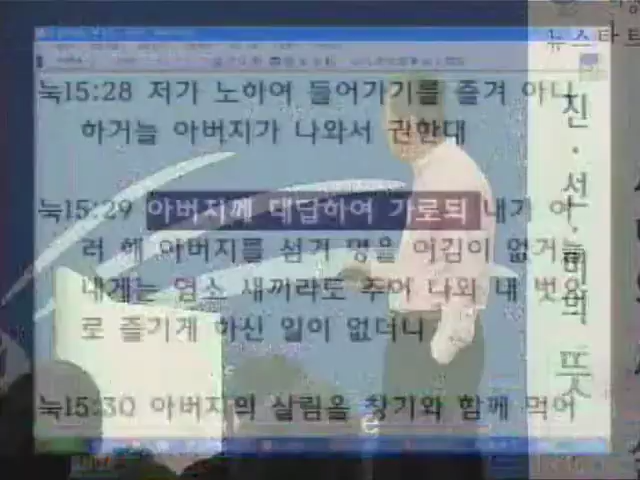 뉴스타트
눅15:28 저가 노하여 들어가기를 즐겨 아니
하거늘 아버지가 나와서 권한대
눅15:29 아버지께 대답하여 가로되 내가 여
러 해 아버지를 섬겨 명을 어김이 없거늘
내게는 염소 새끼라도 주어 나와 내 벗으
로 즐기게 하신 일이 없더니
눅15:30 아버지의 살림을 창기와 함께 먹어
진·선·미의 뜻